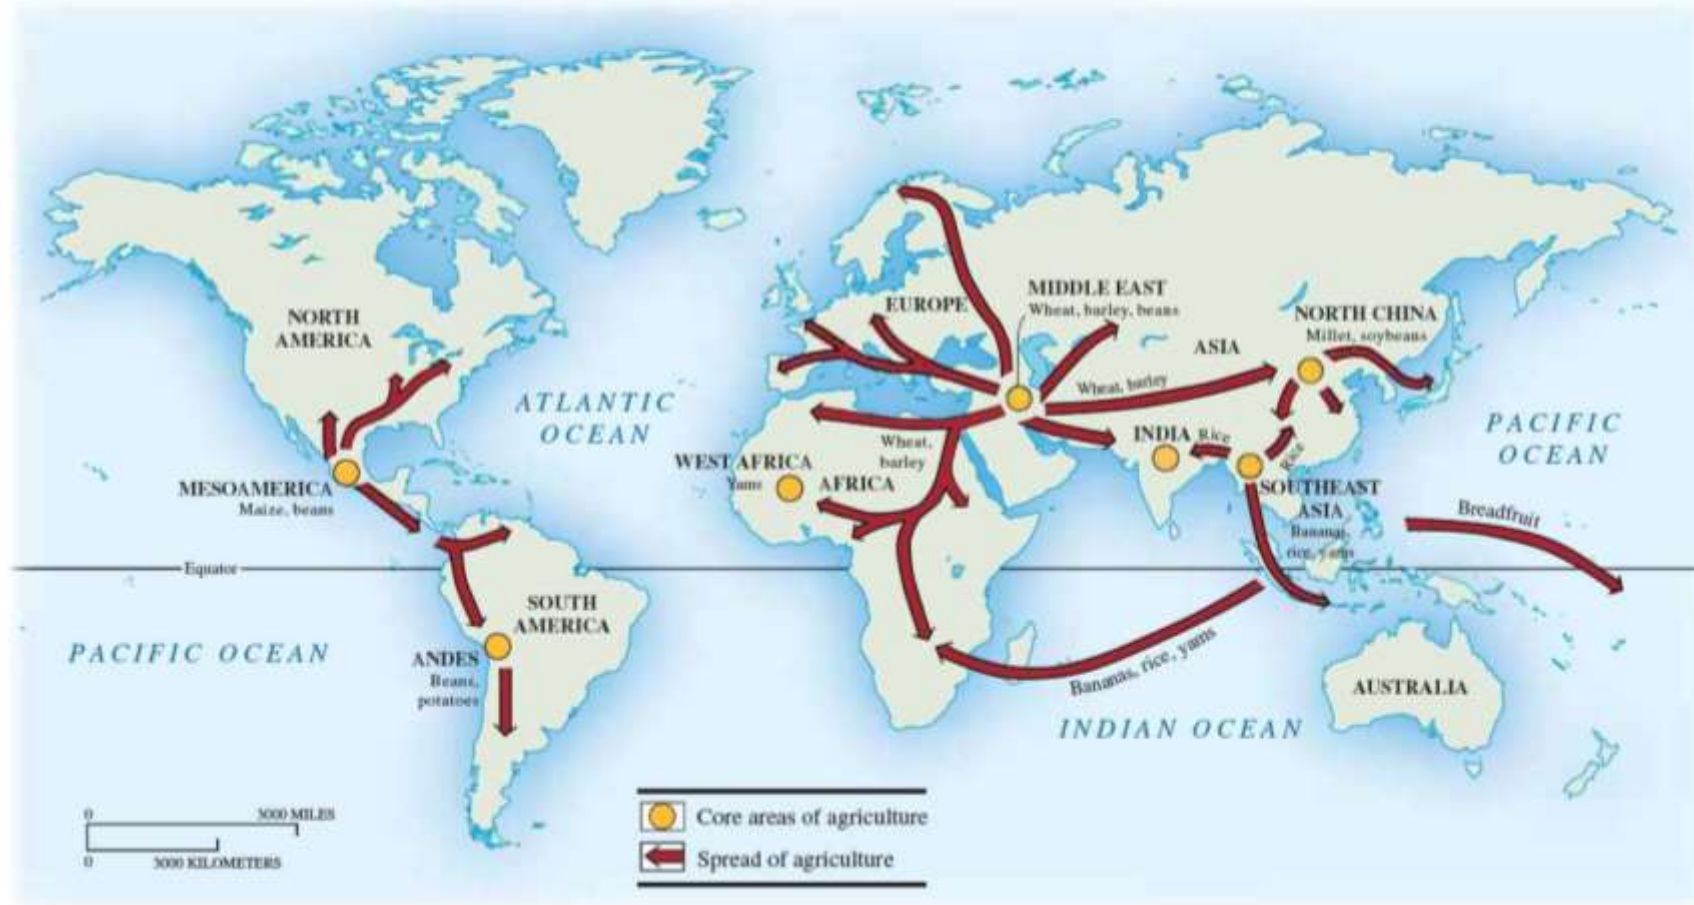 NORTH
AMERICA
ATLANTIC
OCEAN
MESOAMERICA
Maize, beans
Equator
PACIFIC OCEAN
SOUTH
AMERICA
ANDES
Beans,
potatoes
EUROPE
MIDDLE EAST
Wheat, barley, beans
ASIA
NORTH CHINA
Millet, soybeans
Wheat, barley
Wheat,
barley
WEST AFRICA
Yams
AFRICA
INDIA
Rice
Rice
SOUTHEAST
ASIA
Bananas,
rice, yams
PACIFIC
OCEAN
Breadfruit
Bananas, rice, yams
INDIAN OCEAN
AUSTRALIA
0 3000 MILES
0 3000 KILOMETERS
Core areas of agriculture
Spread of agriculture